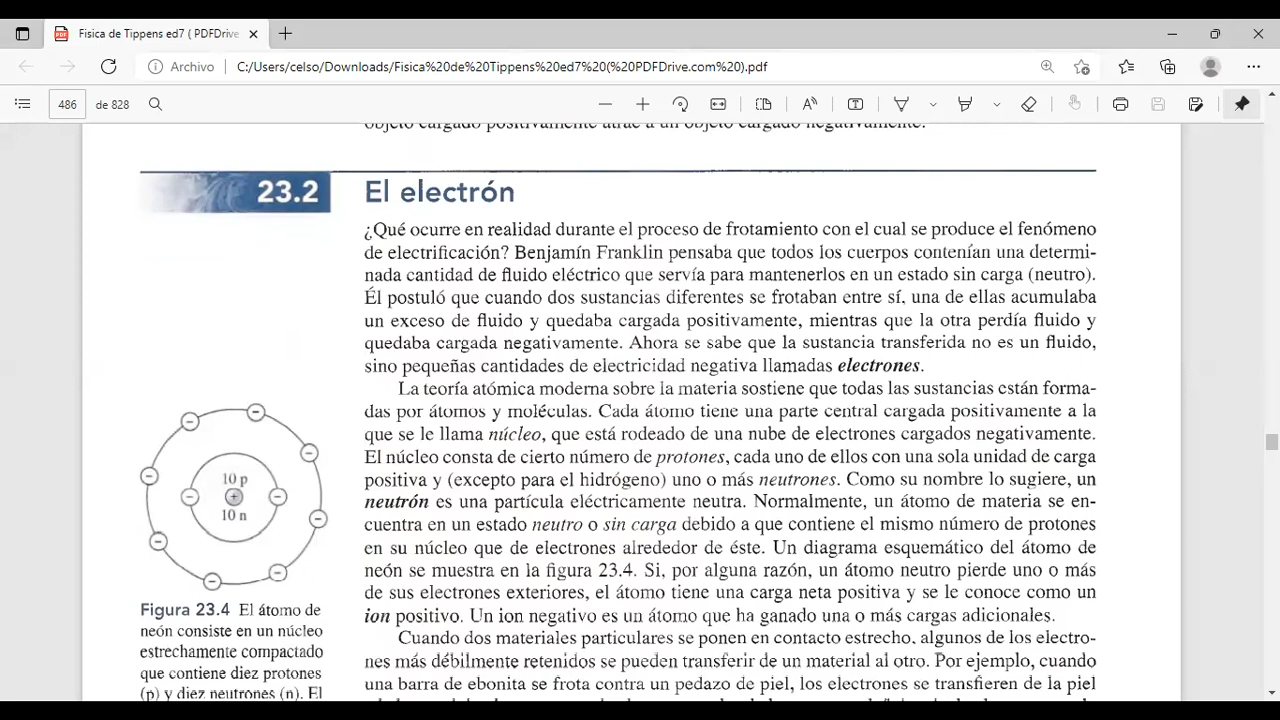 Fisica de Tippens ed7 ( PDFDrive.
Archivo
C:/Users/celso/Downloads/Fisica%20de%20Tippens%20ed7%20(%20PDFDrive.com%20).pdf
486 de 828
objeto cargado positivamente atrae a un objeto cargado negativamente.
23.2 El electrón
¿Qué ocurre en realidad durante el proceso de frotamiento con el cual se produce el fenómeno
de electrificación? Benjamín Franklin pensaba que todos los cuerpos contenían una determi-
nada cantidad de fluido eléctrico que servía para mantenerlos en un estado sin carga (neutro).
Él postuló que cuando dos sustancias diferentes se frotaban entre sí, una de ellas acumulaba
un exceso de fluido y quedaba cargada positivamente, mientras que la otra perdía fluido y
quedaba cargada negativamente. Ahora se sabe que la sustancia transferida no es un fluido,
sino pequeñas cantidades de electricidad negativa llamadas electrones.
La teoría atómica moderna sobre la materia sostiene que todas las sustancias están forma-
das por átomos y moléculas. Cada átomo tiene una parte central cargada positivamente a la
que se le llama núcleo, que está rodeado de una nube de electrones cargados negativamente.
El núcleo consta de cierto número de protones, cada uno de ellos con una sola unidad de carga
positiva y (excepto para el hidrógeno) uno o más neutrones. Como su nombre lo sugiere, un
neutrón es una partícula eléctricamente neutra. Normalmente, un átomo de materia se en-
cuentra en un estado neutro o sin carga debido a que contiene el mismo número de protones
en su núcleo que de electrones alrededor de éste. Un diagrama esquemático del átomo de
neón se muestra en la figura 23.4. Si, por alguna razón, un átomo neutro pierde uno o más
de sus electrones exteriores, el átomo tiene una carga neta positiva y se le conoce como un
ion positivo. Un ion negativo es un átomo que ha ganado una o más cargas adicionales.
Cuando dos materiales particulares se ponen en contacto estrecho, algunos de los electro-
nes más débilmente retenidos se pueden transferir de un material al otro. Por ejemplo, cuando
una barra de ebonita se frota contra un pedazo de piel, los electrones se transfieren de la piel
10 p
+
10 n
Figura 23.4 El átomo de
neón consiste en un núcleo
estrechamente compactado
que contiene diez protones
(p) y diez neutrones (n). El